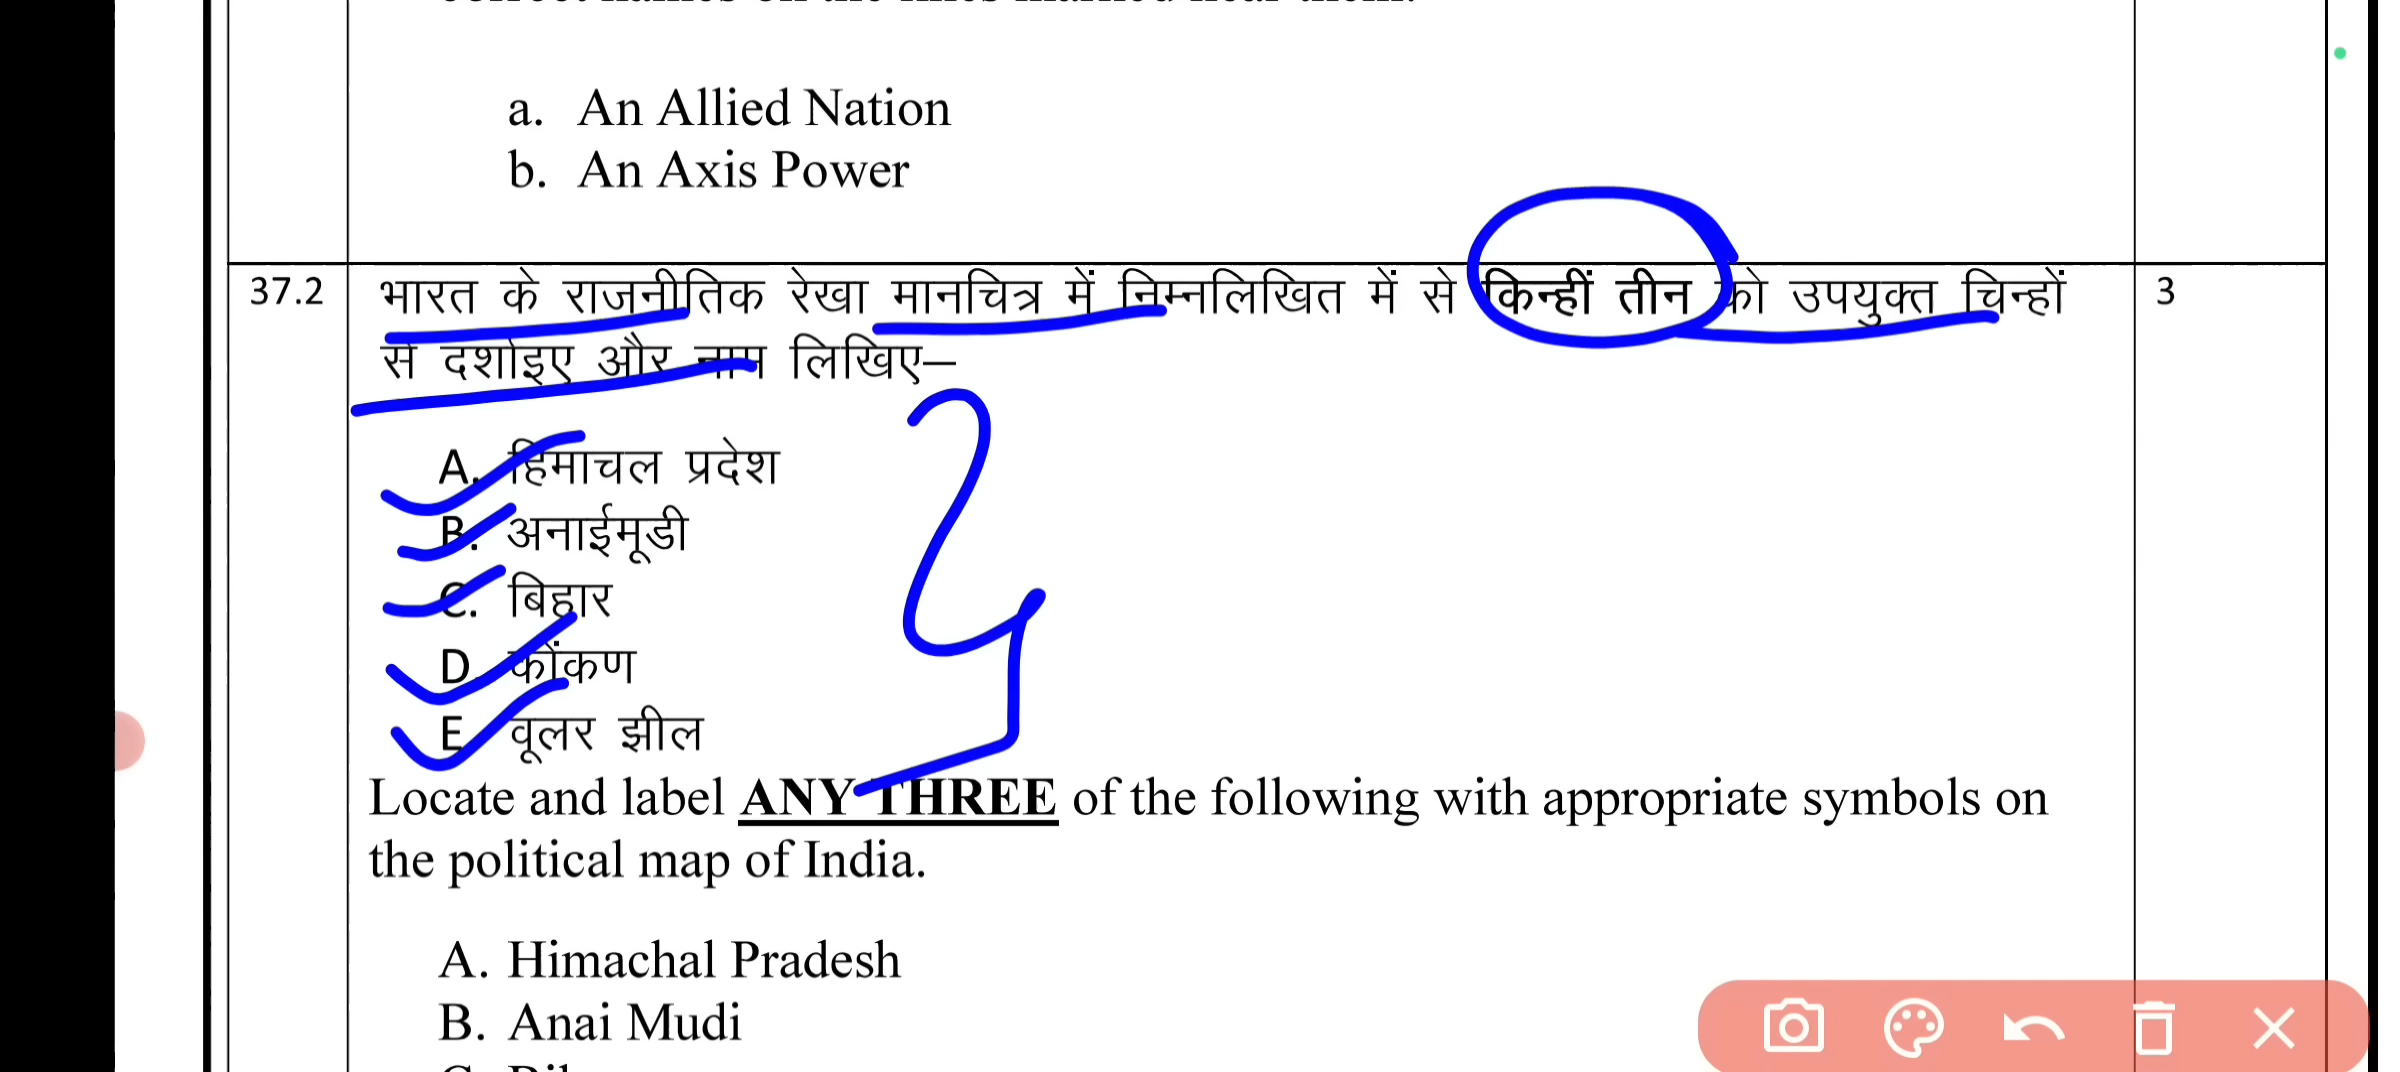 a. An Allied Nation
b. An Axis Power
37.2 भारत के राजनीतिक रेखा मानचित्र में निम्नलिखित में से किन्हीं तीन को उपयुक्त चिन्हों 3
से दर्शाइए और नाम लिखिए—
A. हिमाचल प्रदेश
B. अनाईमूडी
C. बिहार
D. कोंकण
E वूलर झील
Locate and label ANY THREE of the following with appropriate symbols on
the political map of India.
A. Himachal Pradesh
B. Anai Mudi